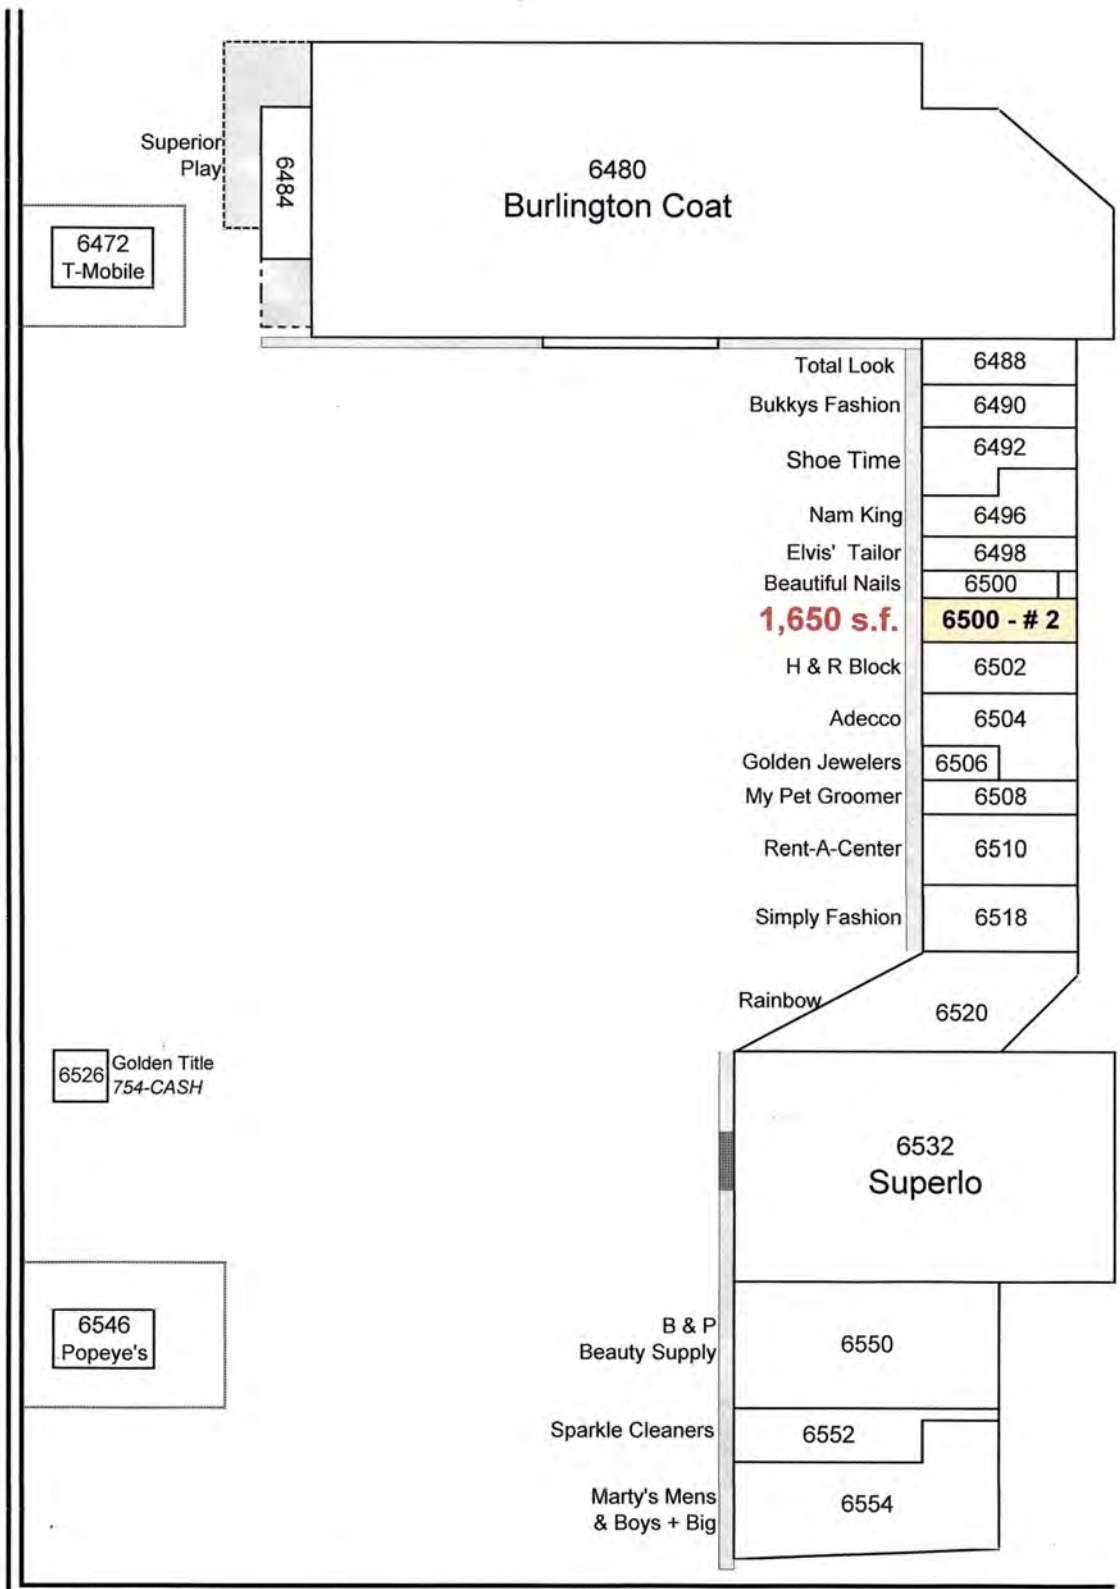 Superior
Play
6484
6480
Burlington Coat
6472
T-Mobile
Total Look
6488
Bukkys Fashion
6490
Shoe Time
6492
Nam King
6496
Elvis' Tailor
6498
Beautiful Nails
6500
1,650 s.f.
6500 - # 2
H & R Block
6502
Adecco
6504
Golden Jewelers
6506
My Pet Groomer
6508
Rent-A-Center
6510
Simply Fashion
6518
Rainbow
6520
6526
Golden Title
754-CASH
6532
Superlo
6546
Popeye's
B & P
Beauty Supply
6550
Sparkle Cleaners
6552
Marty's Mens
& Boys + Big
6554